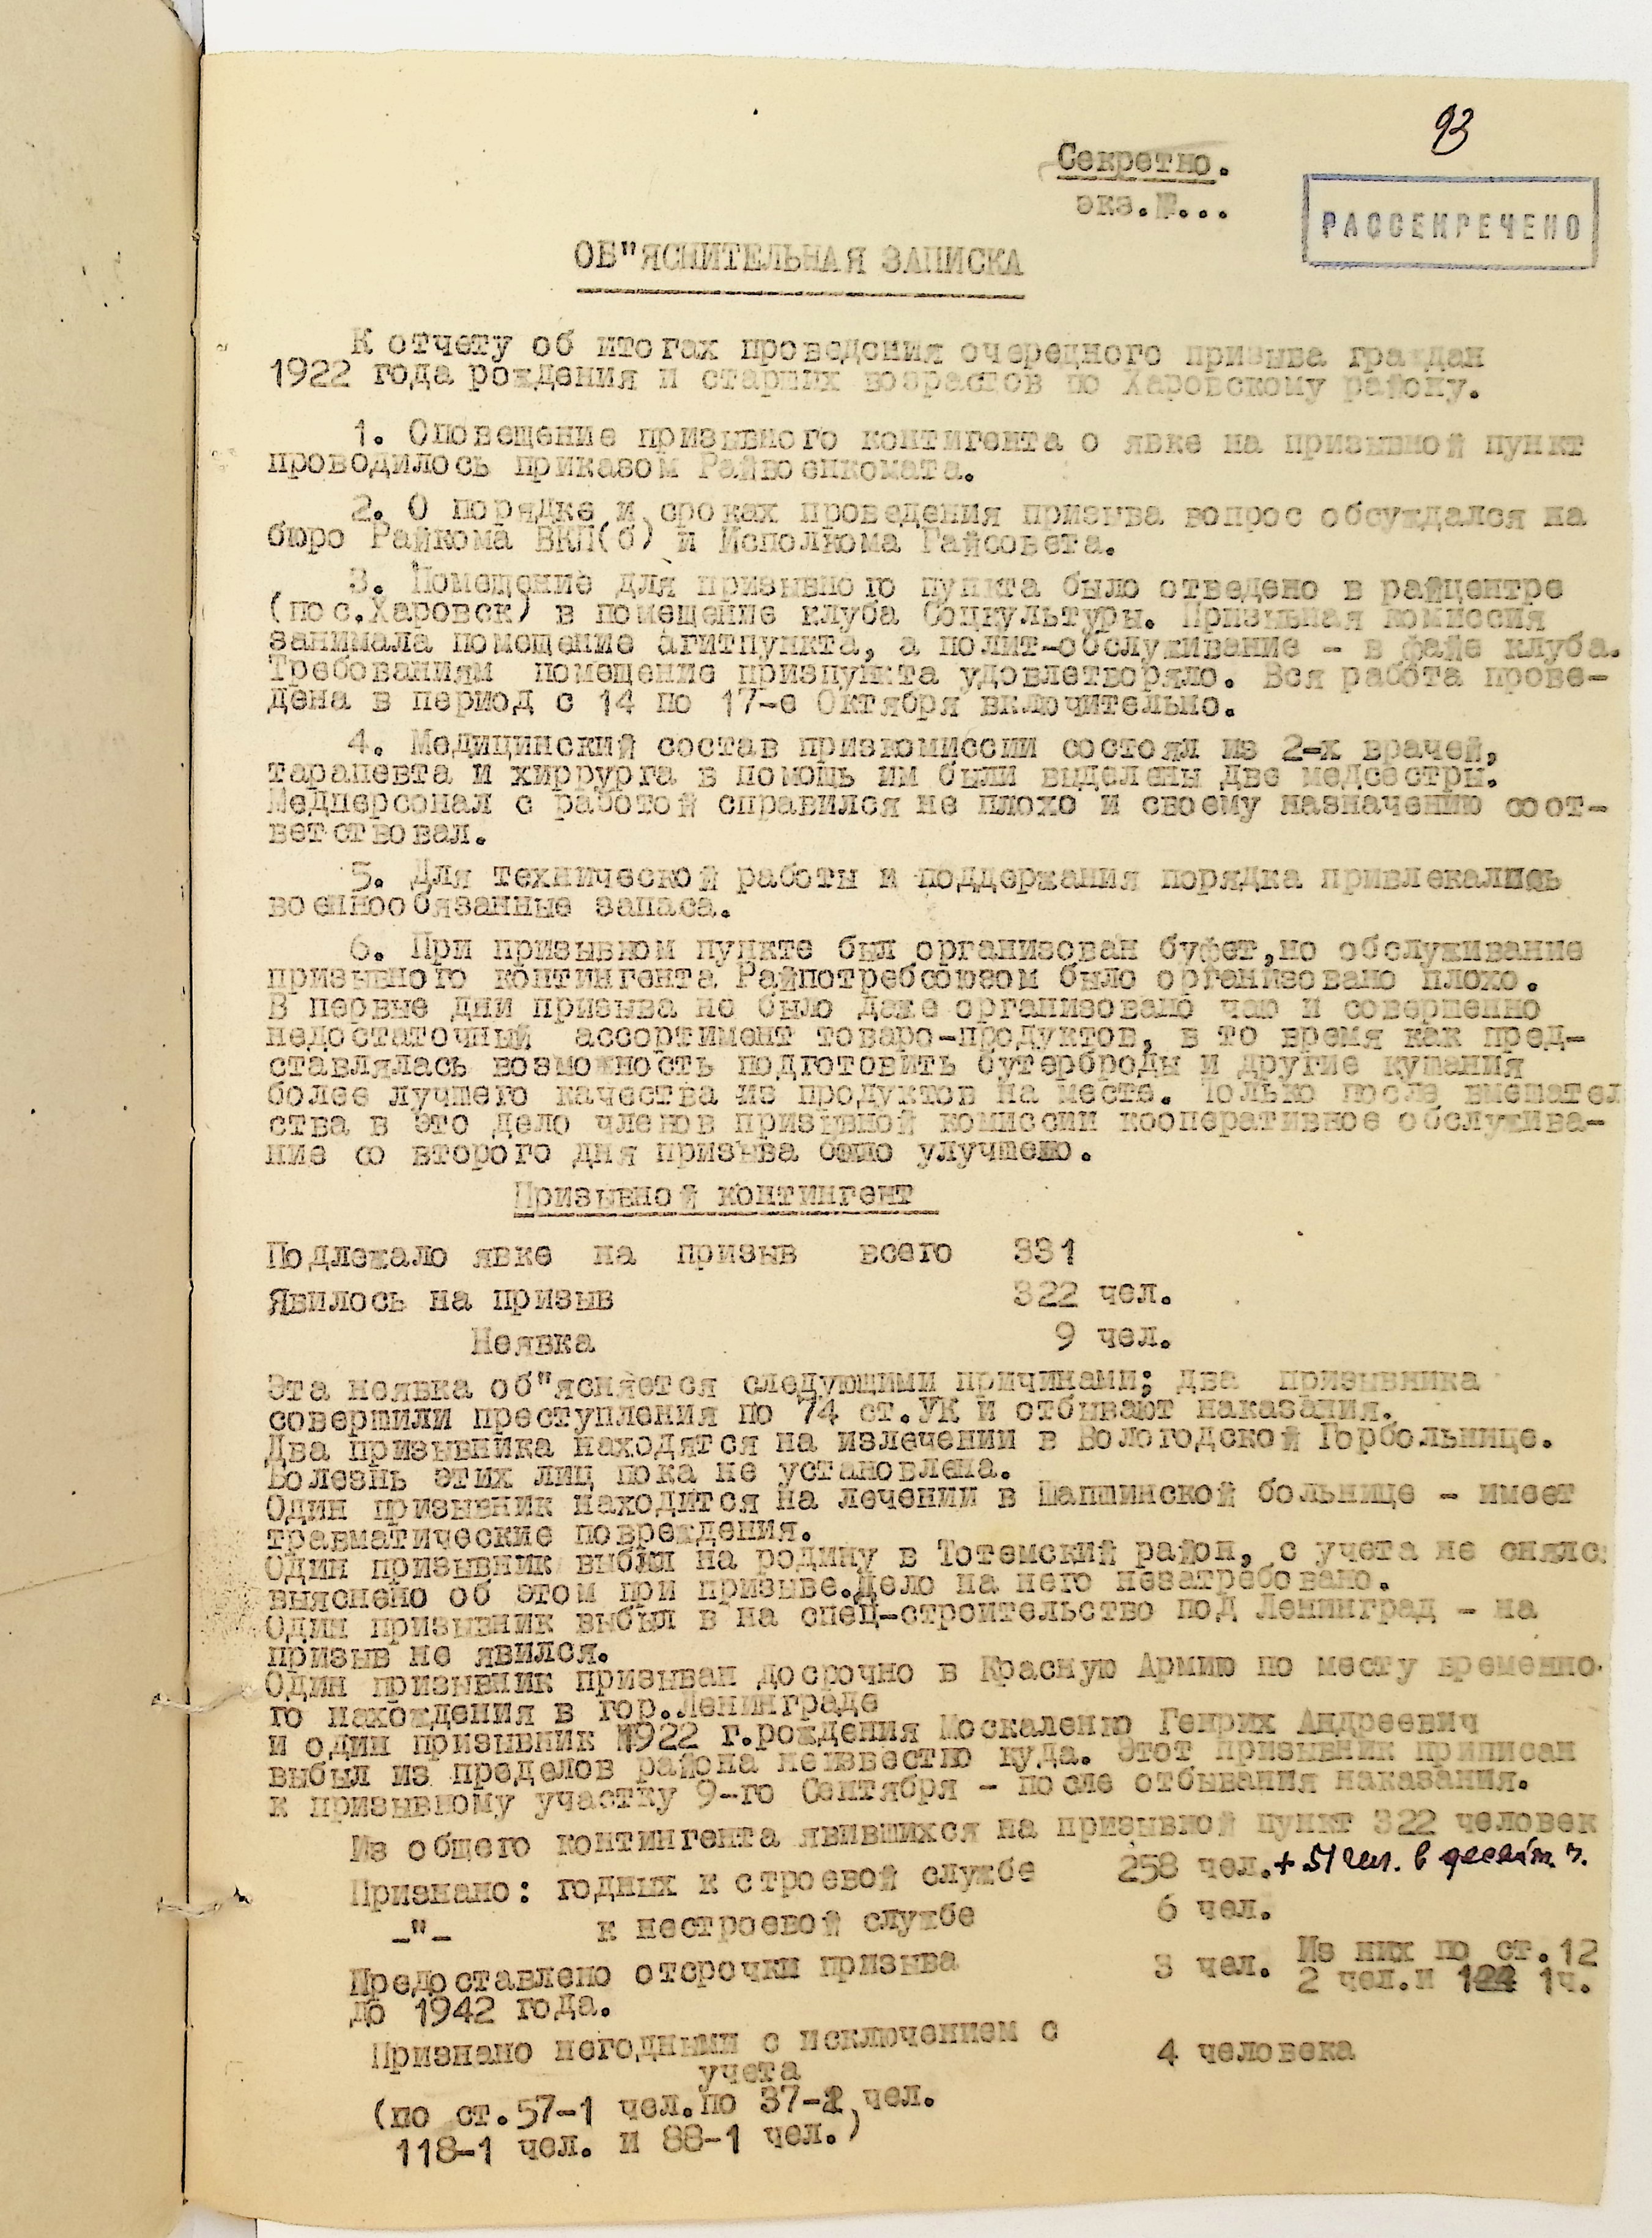 93
Секретно.
экз.№...
РАССЕКРЕЧЕНО
ОБ"ЯСНИТЕЛЬНАЯ ЗАПИСКА
К отчету об итогах проведения очередного призыва граждан
1922 года рождения и старших возрастов по Харовскому району.
1. Оповещение призывного контигента о явке на призывной пункт
проводилось приказом Райвоенкомата.
2. О порядке и сроках проведения призыва вопрос обсуждался на
бюро Райкома ВКП(б) и Исполкома Райсовета.
3. Помещение для призывного пункта было отведено в райцентре
(пос.Харовск) в помещение клуба Соцкультуры. Призывная комиссия
занимала помещение агитпункта, а полит-обслуживание - в файе клуба.
Требованиям помещение призпункта удовлетворяло. Вся работа прове-
дена в период с 14 по 17-е Октября включительно.
4. Медицинский состав призкомиссии состоял из 2-х врачей,
тарапевта и хиррурга в помощь им были выделены две медсестры.
Медперсонал с работой справился не плохо и своему назначению соот-
ветствовал.
5. Для технической работы и поддержания порядка привлекались
военнообязанные запаса.
6. При призывном пункте был организован буфет,но обслуживание
призывного контингента Райпотребсоюзом было организовано плохо.
В первые дни призыва не было даже организовано чаю и совершенно
недостаточный ассортимент товаро-продуктов, в то время как пред-
ставлялась возможность подготовить бутерброды и другие кушания
более лучшего качества из продуктов на месте. Только после вмешател
ства в это дело членов призывной комиссии кооперативное обслужива-
ние со второго дня призыва было улучшено.
Призывной контингент
Подлежало явке на призыв всего 331
Явилось на призыв 322 чел.
Неявка 9 чел.
Эта неявка об"ясняется следующими причинами; два призывника
совершили преступления по 74 ст.УК и отбывают наказания.
Два призывника находятся на излечении в Вологодской Горбольнице.
Болезнь этих лиц пока не установлена.
Один призывник находится на лечении в Шапшинской больнице - имеет
травматические повреждения.
Один призывник выбыл на родину в Тотемский район, с учета не снялс
выяснено об этом при призыве.Дело на него незатребовано.
Один призывник выбыл в на спец-строительство под Ленинград - на
призыв не явился.
Один призывник призыван досрочно в Красную Армию по месту временно-
го нахождения в гор.Ленинграде
и один призывник 1922 г.рождения Москаленко Генрих Андреевич
выбыл из пределов района неизвестно куда. Этот призывник приписан
к призывному участку 9-го Сентября - после отбывания наказания.
Из общего контингента явившихся на призывной пункт 322 человек
Признано: годных к строевой службе 258 чел. + 51 чел. в
-"- к нестроевой службе 6 чел.
Предоставлено отсрочки призыва 3 чел. Из них по ст.12
до 1942 года. 2 чел.и 1ч.
Признано негодными с исключением с
учета 4 человека
(по ст.57-1 чел.по 37-1 чел.
118-1 чел. и 88-1 чел.)